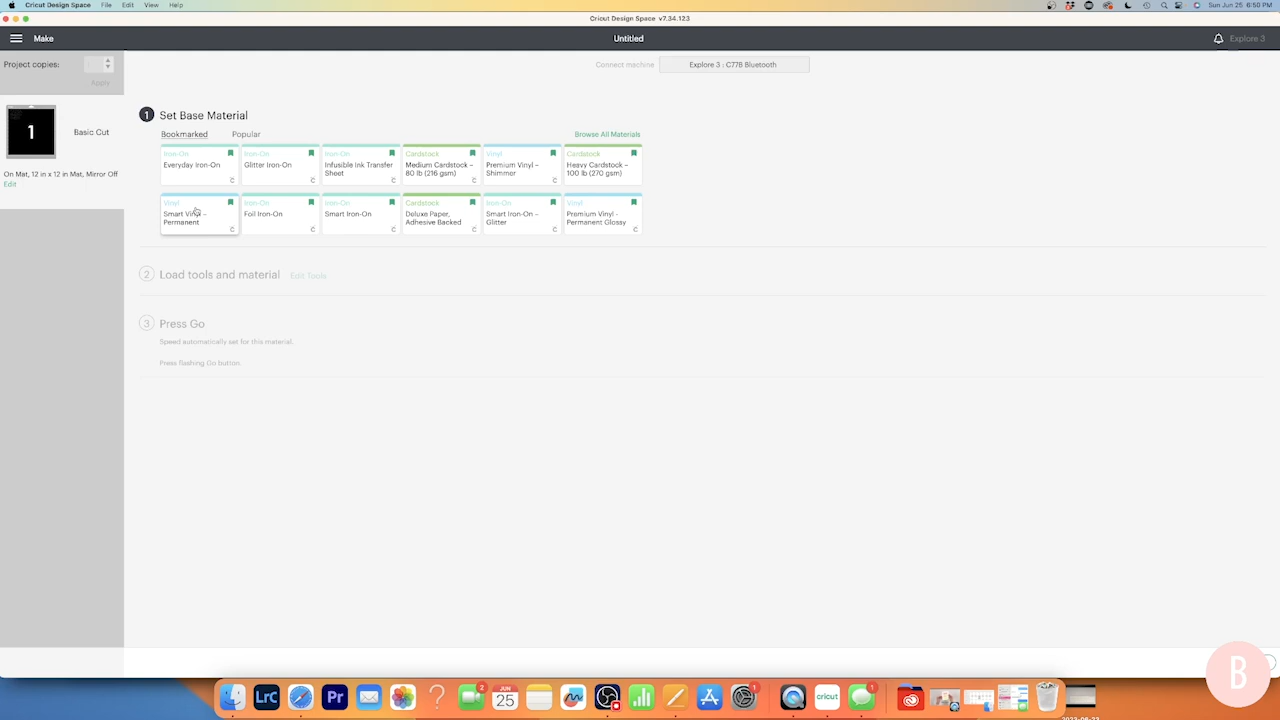 Cricut Design Space File Edit View Help Sun Jun 25 6:50 PM
Cricut Design Space v7.34.123
Make Untitled Explore 3
Project copies: Connect machine Explore 3 : C77B Bluetooth
Apply
1 Set Base Material
1 Basic Cut
Bookmarked Popular Browse All Materials
Iron-On Iron-On Iron-On Cardstock Vinyl Cardstock
Everyday Iron-On Glitter Iron-On Infusible Ink Transfer Medium Cardstock – Premium Vinyl – Heavy Cardstock –
Sheet 80 lb (216 gsm) Shimmer 100 lb (270 gsm)
On Mat, 12 in x 12 in Mat, Mirror Off
Edit
Vinyl Iron-On Iron-On Cardstock Iron-On Vinyl
Smart Vinyl – Foil Iron-On Smart Iron-On Deluxe Paper, Smart Iron-On – Premium Vinyl -
Permanent Adhesive Backed Glitter Permanent Glossy
2 Load tools and material Edit Tools
3 Press Go
Speed automatically set for this material.
Press flashing Go button.
B
LrC Pr ? 2 JUN 25 1 cricut 1